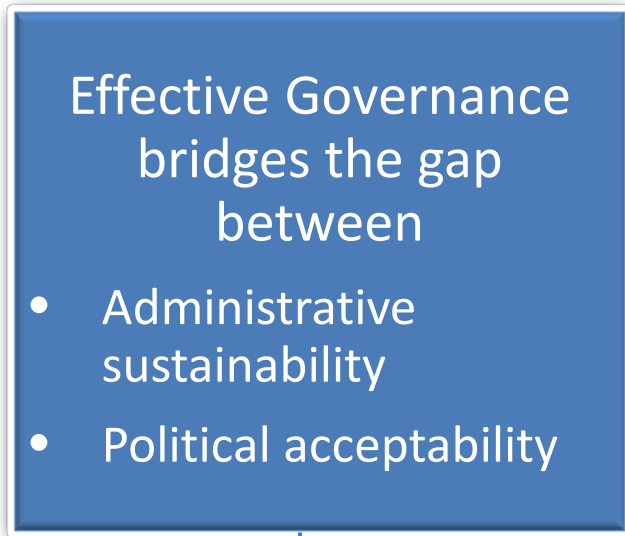 Effective Governance
bridges the gap
between
• Administrative
sustainability
• Political acceptability